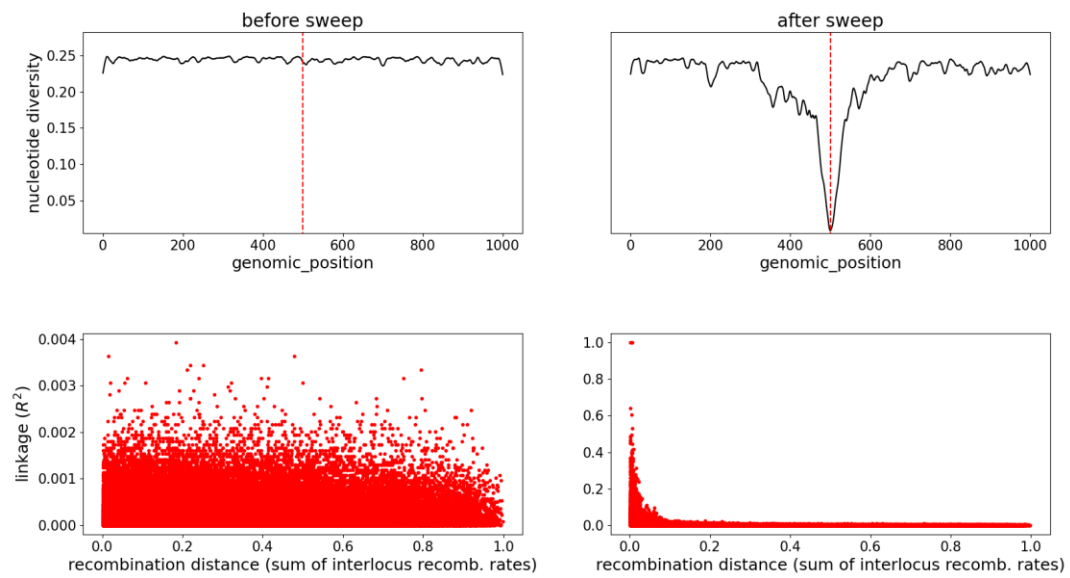 before sweep
after sweep
nucleotide diversity
0.25
0.20
0.15
0.10
0.05
0 200 400 600 800 1000
genomic_position
0 200 400 600 800 1000
genomic_position
linkage (R²)
0.004
0.003
0.002
0.001
0.000
0.0 0.2 0.4 0.6 0.8 1.0
recombination distance (sum of interlocus recomb. rates)
1.0
0.8
0.6
0.4
0.2
0.0
0.0 0.2 0.4 0.6 0.8 1.0
recombination distance (sum of interlocus recomb. rates)